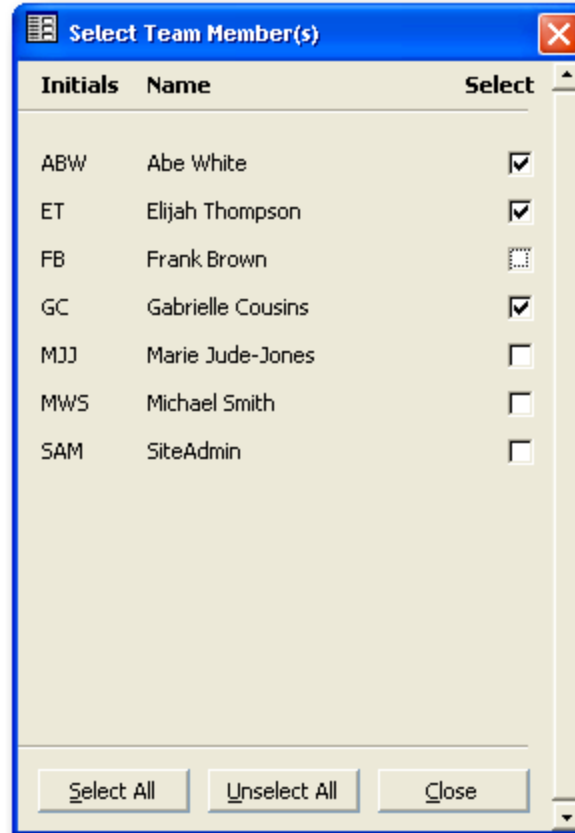 Select Team Member(s)
Initials Name Select
ABW Abe White
ET Elijah Thompson
FB Frank Brown
GC Gabrielle Cousins
MJJ Marie Jude-Jones
MWS Michael Smith
SAM SiteAdmin
Select All Unselect All Close